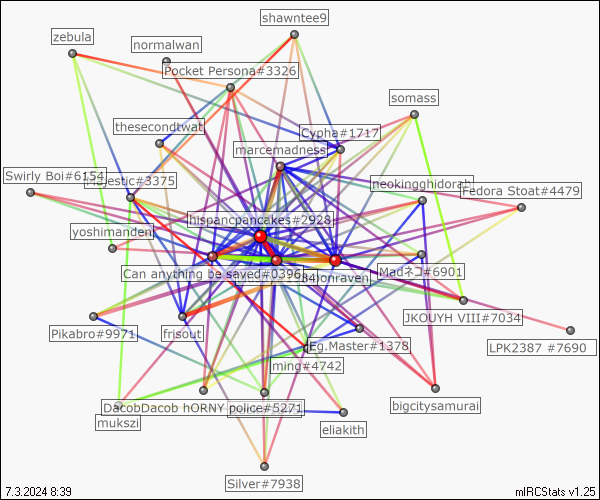 shawntee9
zebula
normalwan
Pocket Persona#3326
somass
thesecondtwat
Cypha#1717
marcemadness
Swirly Boi#6154
#3375
Fedora Stoat#4479
hispancpancakes#2928
yoshimanden
Can anything be saved#0396
Madネコ#6901
JKOUYH VIII#7034
Pikabro#9971
frisout
Eg.Master#1378
LPK2387 #7690
ming#4742
DacobDacob hORNY
police#5271
bigcitysamurai
mukszi
eliakith
Silver#7938
7.3.2024 8:39
mIRCStats v1.25